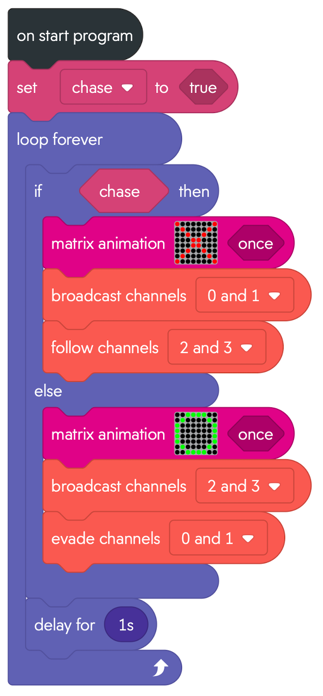 on start program
set chase to true
loop forever
if chase then
matrix animation once
broadcast channels 0 and 1
follow channels 2 and 3
else
matrix animation once
broadcast channels 2 and 3
evade channels 0 and 1
delay for 1s